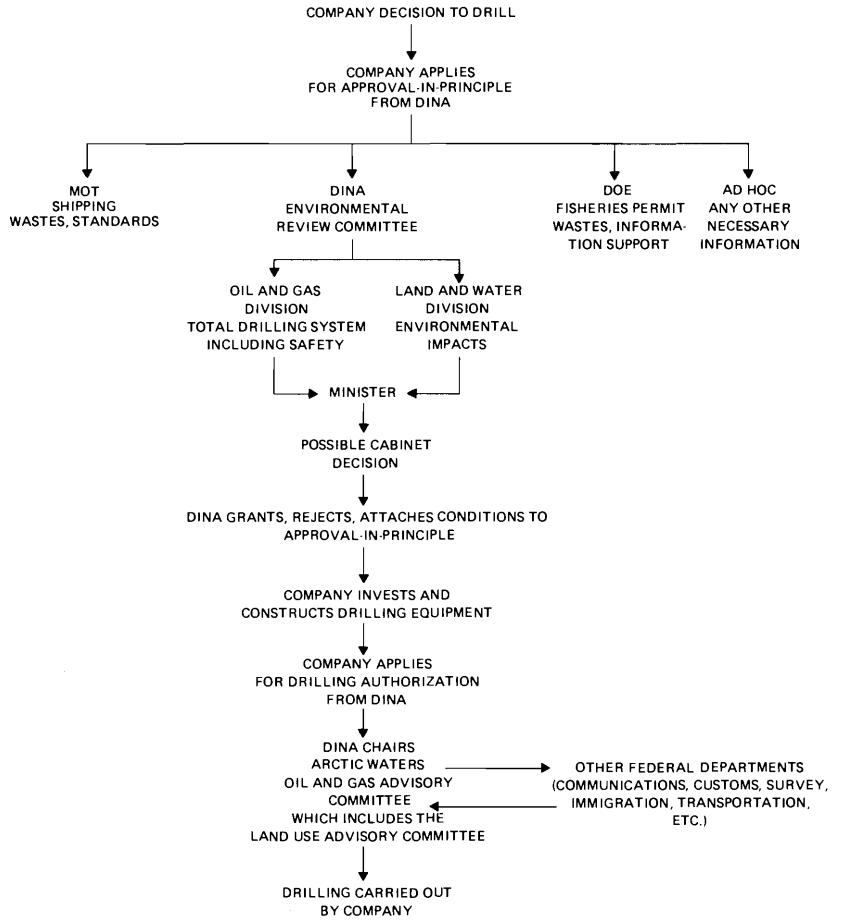 COMPANY DECISION TO DRILL
COMPANY APPLIES
FOR APPROVAL-IN-PRINCIPLE
FROM DINA
MOT
SHIPPING
WASTES, STANDARDS
DINA
ENVIRONMENTAL
REVIEW COMMITTEE
DOE
FISHERIES PERMIT
WASTES, INFORMA-
TION SUPPORT
AD HOC
ANY OTHER
NECESSARY
INFORMATION
OIL AND GAS
DIVISION
TOTAL DRILLING SYSTEM
INCLUDING SAFETY
LAND AND WATER
DIVISION
ENVIRONMENTAL
IMPACTS
MINISTER
POSSIBLE CABINET
DECISION
DINA GRANTS, REJECTS, ATTACHES CONDITIONS TO
APPROVAL-IN-PRINCIPLE
COMPANY INVESTS AND
CONSTRUCTS DRILLING EQUIPMENT
COMPANY APPLIES
FOR DRILLING AUTHORIZATION
FROM DINA
DINA CHAIRS
ARCTIC WATERS
OIL AND GAS ADVISORY
COMMITTEE
WHICH INCLUDES THE
LAND USE ADVISORY COMMITTEE
OTHER FEDERAL DEPARTMENTS
(COMMUNICATIONS, CUSTOMS, SURVEY,
IMMIGRATION, TRANSPORTATION,
ETC.)
DRILLING CARRIED OUT
BY COMPANY